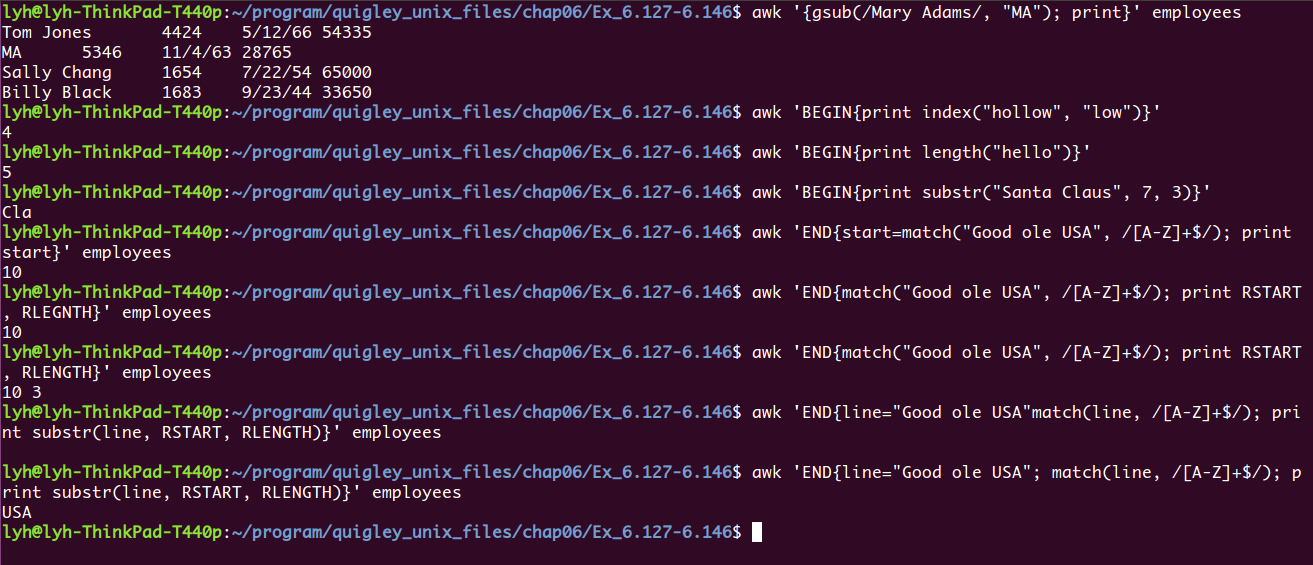 lyh@lyh-ThinkPad-T440p:~/program/quigley_unix_files/chap06/Ex_6.127-6.146$ awk '{gsub(/Mary Adams/, "MA"); print}' employees
Tom Jones       4424    5/12/66 54335
MA      5346    11/4/63 28765
Sally Chang     1654    7/22/54 65000
Billy Black     1683    9/23/44 33650
lyh@lyh-ThinkPad-T440p:~/program/quigley_unix_files/chap06/Ex_6.127-6.146$ awk 'BEGIN{print index("hollow", "low")}'
4
lyh@lyh-ThinkPad-T440p:~/program/quigley_unix_files/chap06/Ex_6.127-6.146$ awk 'BEGIN{print length("hello")}'
5
lyh@lyh-ThinkPad-T440p:~/program/quigley_unix_files/chap06/Ex_6.127-6.146$ awk 'BEGIN{print substr("Santa Claus", 7, 3)}'
Cla
lyh@lyh-ThinkPad-T440p:~/program/quigley_unix_files/chap06/Ex_6.127-6.146$ awk 'END{start=match("Good ole USA", /[A-Z]+$/); print
start}' employees
10
lyh@lyh-ThinkPad-T440p:~/program/quigley_unix_files/chap06/Ex_6.127-6.146$ awk 'END{match("Good ole USA", /[A-Z]+$/); print RSTART
, RLEGNTH}' employees
10
lyh@lyh-ThinkPad-T440p:~/program/quigley_unix_files/chap06/Ex_6.127-6.146$ awk 'END{match("Good ole USA", /[A-Z]+$/); print RSTART
, RLENGTH}' employees
10 3
lyh@lyh-ThinkPad-T440p:~/program/quigley_unix_files/chap06/Ex_6.127-6.146$ awk 'END{line="Good ole USA"match(line, /[A-Z]+$/); pri
nt substr(line, RSTART, RLENGTH)}' employees
lyh@lyh-ThinkPad-T440p:~/program/quigley_unix_files/chap06/Ex_6.127-6.146$ awk 'END{line="Good ole USA"; match(line, /[A-Z]+$/); p
rint substr(line, RSTART, RLENGTH)}' employees
USA
lyh@lyh-ThinkPad-T440p:~/program/quigley_unix_files/chap06/Ex_6.127-6.146$